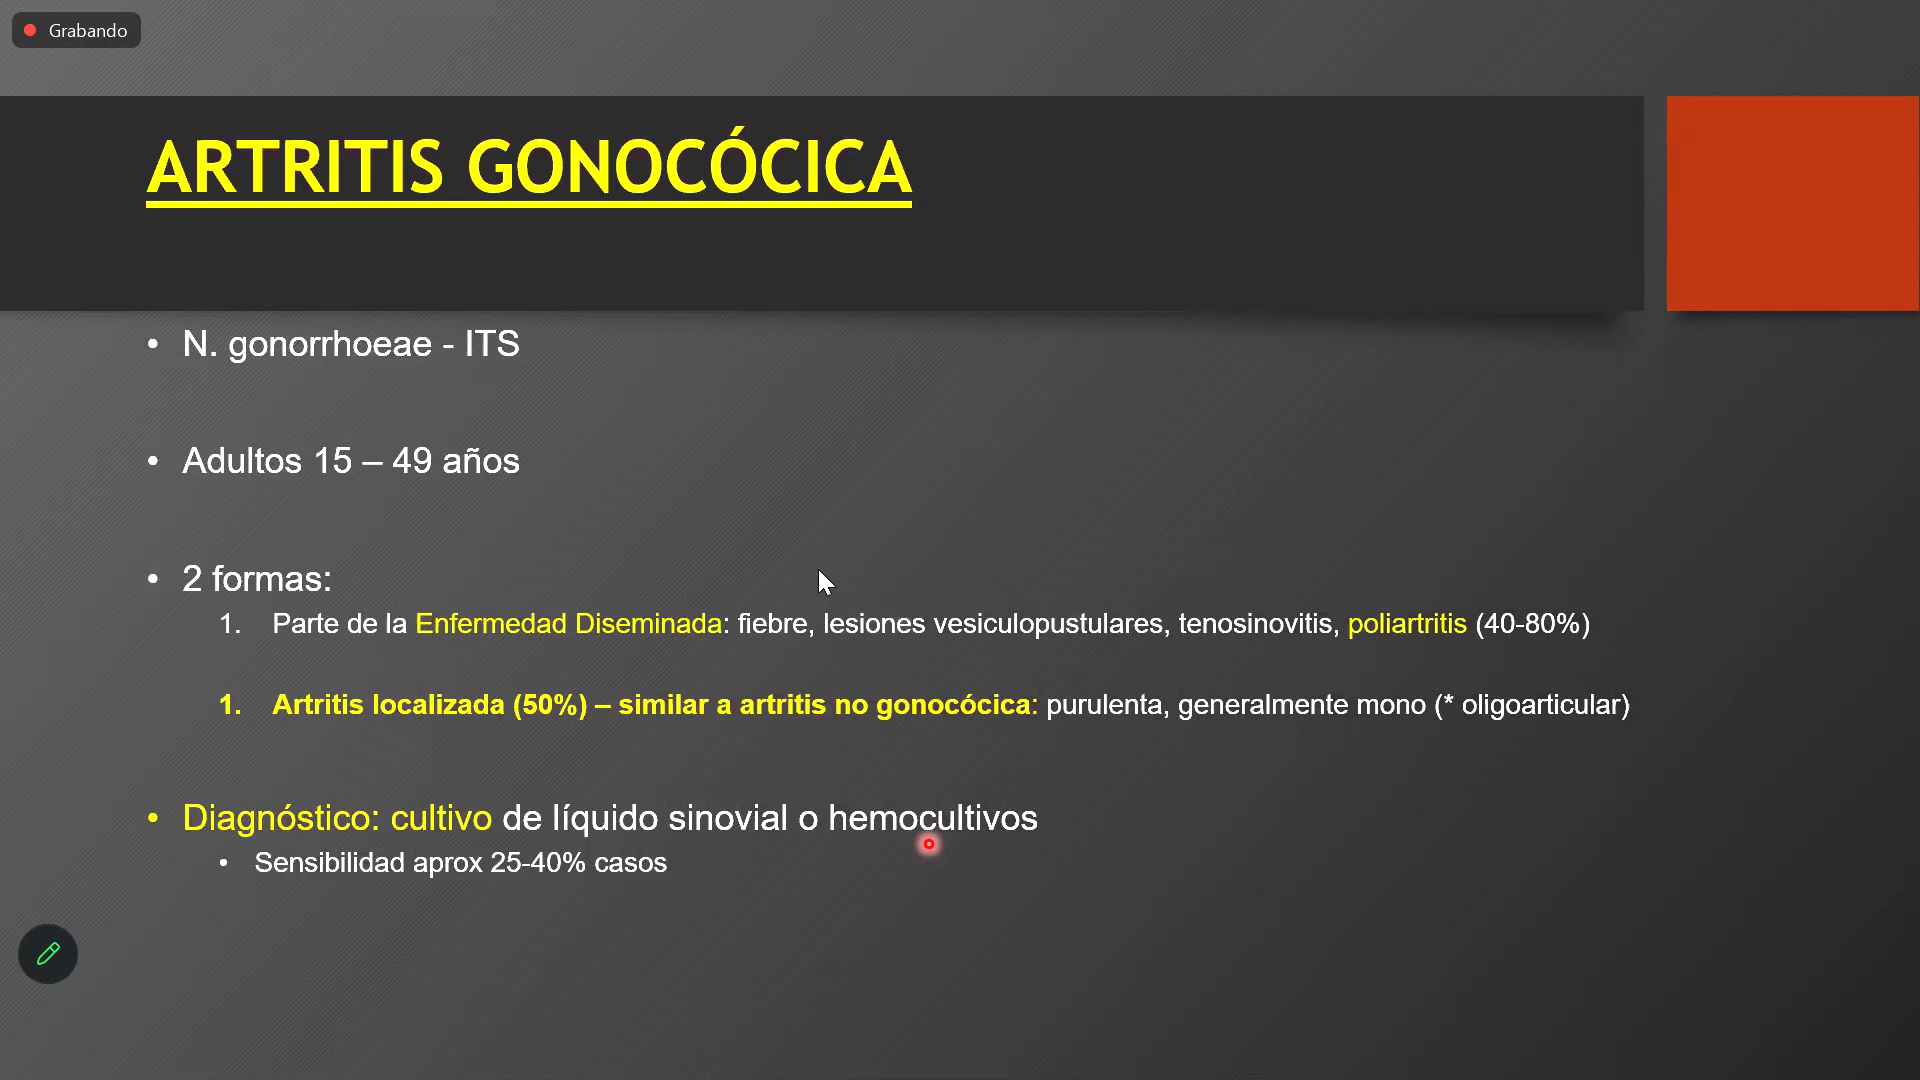 Grabando
ARTRITIS GONOCÓCICA
• N. gonorrhoeae - ITS
• Adultos 15 – 49 años
• 2 formas:
1. Parte de la Enfermedad Diseminada: fiebre, lesiones vesiculopustulares, tenosinovitis, poliartritis (40-80%)
1. Artritis localizada (50%) – similar a artritis no gonocócica: purulenta, generalmente mono (* oligoarticular)
• Diagnóstico: cultivo de líquido sinovial o hemocultivos
• Sensibilidad aprox 25-40% casos